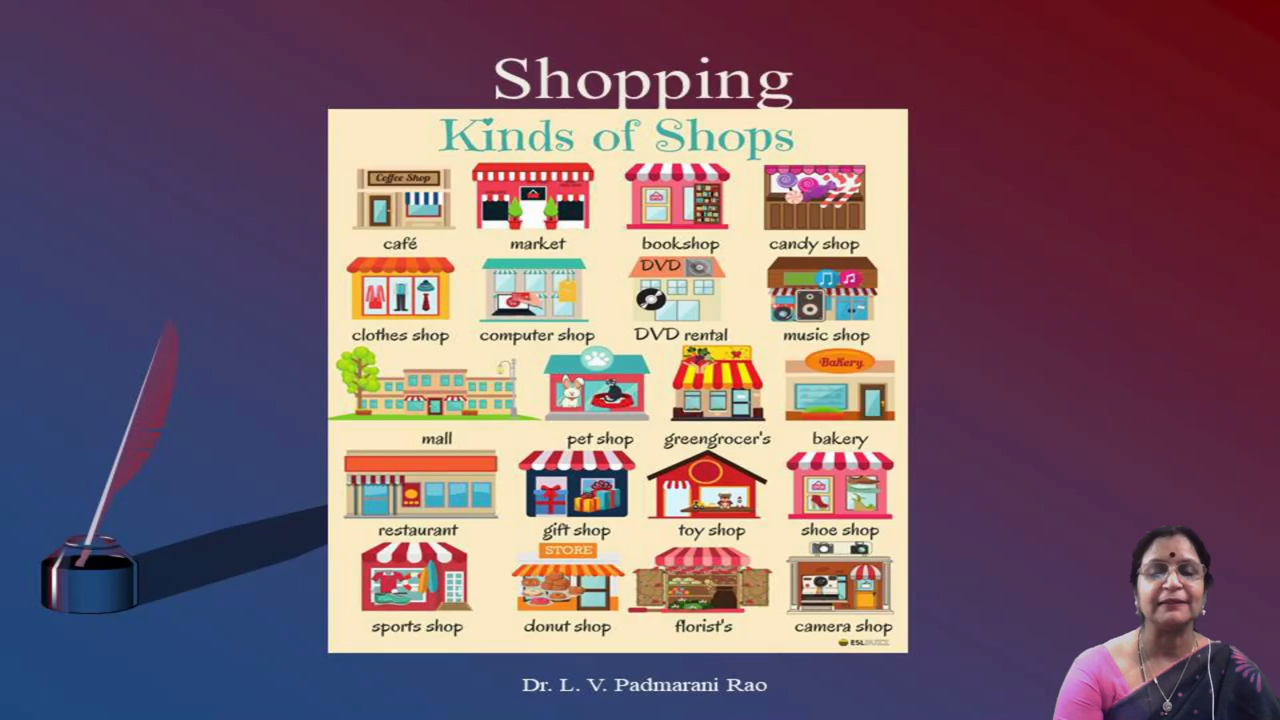 Shopping
Kinds of Shops
Coffee Shop
café market bookshop candy shop
DVD
clothes shop computer shop DVD rental music shop
Bakery
mall pet shop greengrocer's bakery
restaurant gift shop toy shop shoe shop
STORE
sports shop donut shop florist's camera shop
ESLBUZZ
Dr. L. V. Padmarani Rao